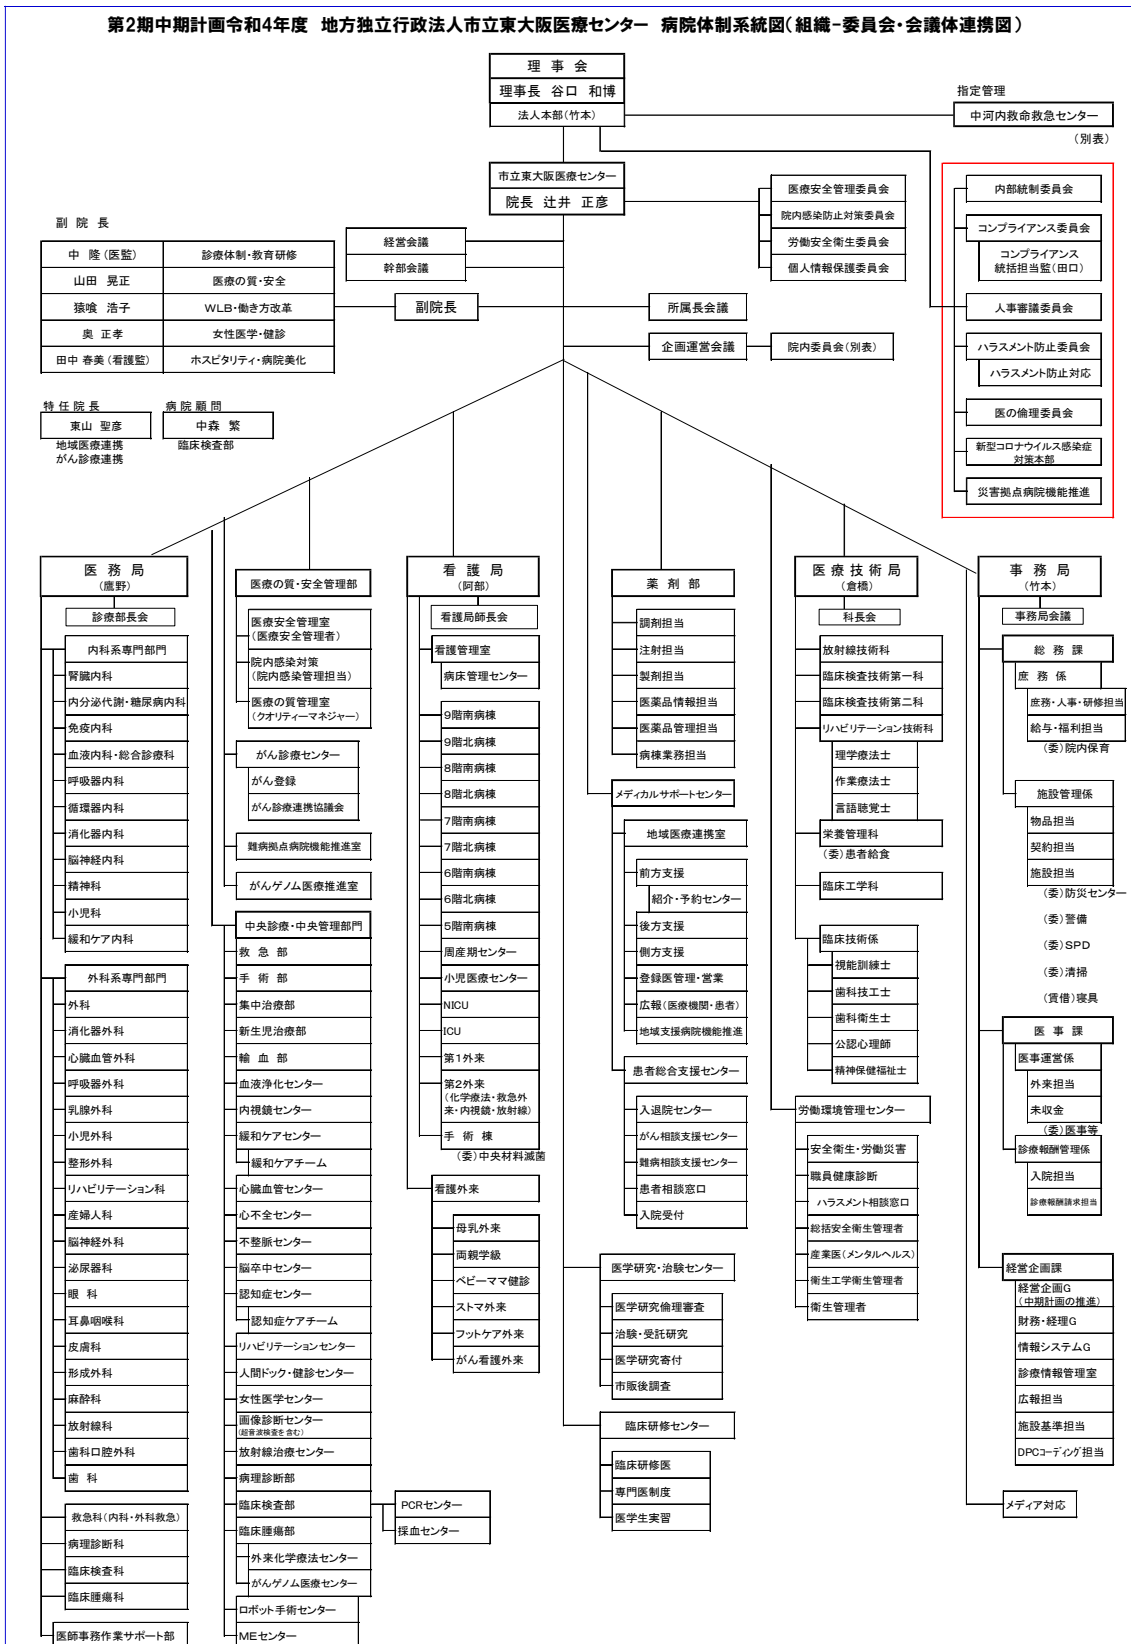 第2期中期計画令和4年度 地方独立行政法人市立東大阪医療センター 病院体制系統図(組織-委員会・会議体連携図)
理 事 会
理事長 谷口 和博
法人本部(竹本)
指定管理
中河内救命救急センター
(別表)
市立東大阪医療センター
院長 辻井 正彦
医療安全管理委員会
院内感染防止対策委員会
労働安全衛生委員会
個人情報保護委員会
内部統制委員会
コンプライアンス委員会
コンプライアンス
統括担当監(田口)
人事審議委員会
ハラスメント防止委員会
ハラスメント防止対応
医の倫理委員会
新型コロナウイルス感染症
対策本部
災害拠点病院機能推進
副 院 長
中 隆(医監) 診療体制・教育研修
山田 晃正 医療の質・安全
猿喰 浩子 WLB・働き方改革
奥 正孝 女性医学・健診
田中 春美(看護監) ホスピタリティ・病院美化
経営会議
幹部会議
副院長
所属長会議
企画運営会議
院内委員会(別表)
特任院長
東山 聖彦
地域医療連携
がん診療連携
病院顧問
中森 繁
臨床検査部
医 務 局
(鷹野)
診療部長会
内科系専門部門
腎臓内科
内分泌代謝・糖尿病内科
免疫内科
血液内科・総合診療科
呼吸器内科
循環器内科
消化器内科
脳神経内科
精神科
小児科
緩和ケア内科
外科系専門部門
外科
消化器外科
心臓血管外科
呼吸器外科
乳腺外科
小児外科
整形外科
リハビリテーション科
産婦人科
脳神経外科
泌尿器科
眼 科
耳鼻咽喉科
皮膚科
形成外科
麻酔科
放射線科
歯科口腔外科
歯 科
救急科(内科・外科救急)
病理診断科
臨床検査科
臨床腫瘍科
医師事務作業サポート部
医療の質・安全管理部
医療安全管理室
(医療安全管理者)
院内感染対策
(院内感染管理担当)
医療の質管理室
(クオリティーマネジャー)
がん診療センター
がん登録
がん診療連携協議会
難病拠点病院機能推進室
がんゲノム医療推進室
中央診療・中央管理部門
救 急 部
手 術 部
集中治療部
新生児治療部
輸 血 部
血液浄化センター
内視鏡センター
緩和ケアセンター
緩和ケアチーム
心臓血管センター
心不全センター
不整脈センター
脳卒中センター
認知症センター
認知症ケアチーム
リハビリテーションセンター
人間ドック・健診センター
女性医学センター
画像診断センター
(超音波検査を含む)
放射線治療センター
病理診断部
臨床検査部
臨床腫瘍部
外来化学療法センター
がんゲノム医療センター
ロボット手術センター
MEセンター
PCRセンター
採血センター
看 護 局
(阿部)
看護局師長会
看護管理室
病床管理センター
9階南病棟
9階北病棟
8階南病棟
8階北病棟
7階南病棟
7階北病棟
6階南病棟
6階北病棟
5階南病棟
周産期センター
小児医療センター
NICU
ICU
第1外来
第2外来
(化学療法・救急外
来・内視鏡・放射線)
手 術 棟
(委)中央材料滅菌
看護外来
母乳外来
両親学級
ベビーママ健診
ストマ外来
フットケア外来
がん看護外来
薬 剤 部
調剤担当
注射担当
製剤担当
医薬品情報担当
医薬品管理担当
病棟業務担当
メディカルサポートセンター
地域医療連携室
前方支援
紹介・予約センター
後方支援
側方支援
登録医管理・営業
広報(医療機関・患者)
地域支援病院機能推進
患者総合支援センター
入退院センター
がん相談支援センター
難病相談支援センター
患者相談窓口
入院受付
医学研究・治験センター
医学研究倫理審査
治験・受託研究
医学研究寄付
市販後調査
臨床研修センター
臨床研修医
専門医制度
医学生実習
医療技術局
(倉橋)
科長会
放射線技術科
臨床検査技術第一科
臨床検査技術第二科
リハビリテーション技術科
理学療法士
作業療法士
言語聴覚士
栄養管理科
(委)患者給食
臨床工学科
臨床技術係
視能訓練士
歯科技工士
歯科衛生士
公認心理師
精神保健福祉士
労働環境管理センター
安全衛生・労働災害
職員健康診断
ハラスメント相談窓口
総括安全衛生管理者
産業医(メンタルヘルス)
衛生工学衛生管理者
衛生管理者
事 務 局
(竹本)
事務局会議
総 務 課
庶 務 係
庶務・人事・研修担当
給与・福利担当
(委)院内保育
施設管理係
物品担当
契約担当
施設担当
(委)防災センター
(委)警備
(委)SPD
(委)清掃
(賃借)寝具
医 事 課
医事運営係
外来担当
未収金
(委)医事等
診療報酬管理係
入院担当
診療報酬請求担当
経営企画課
経営企画G
(中期計画の推進)
財務・経理G
情報システムG
診療情報管理室
広報担当
施設基準担当
DPCコーディング担当
メディア対応